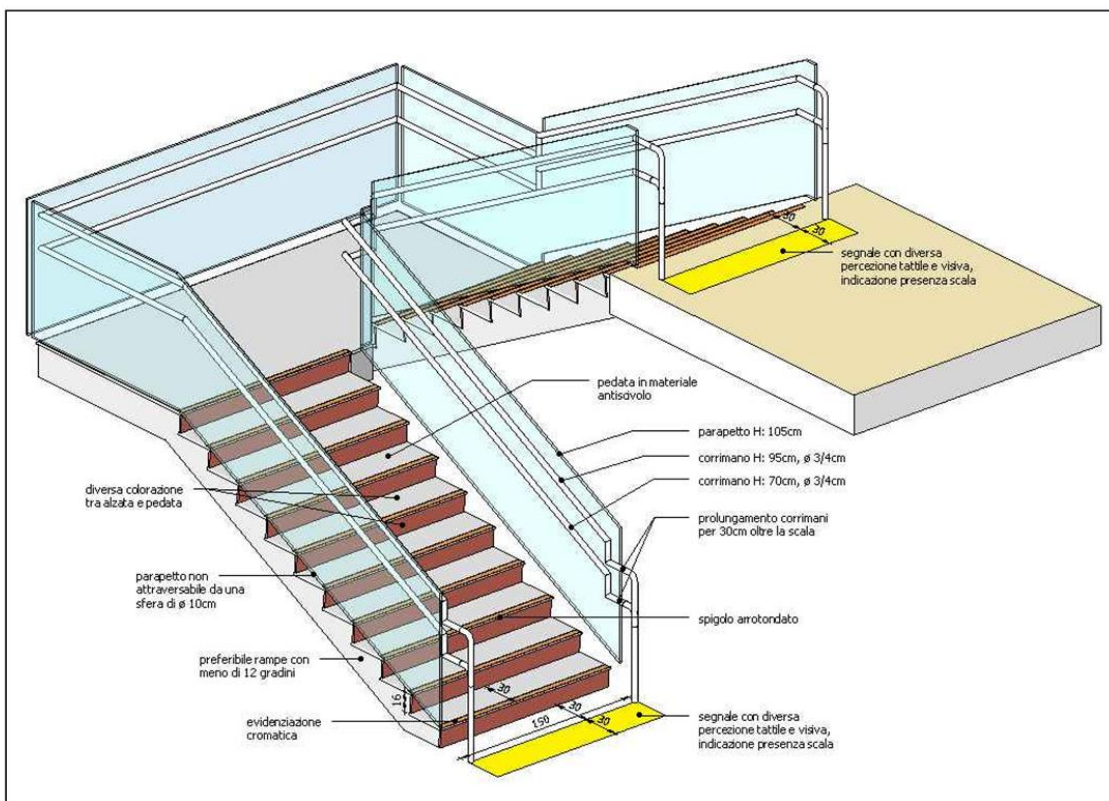 30
30
segnale con diversa
percezione tattile e visiva,
indicazione presenza scala
pedata in materiale
antiscivolo
parapetto H: 105cm
corrimano H: 95cm, ø 3/4cm
corrimano H: 70cm, ø 3/4cm
diversa colorazione
tra alzata e pedata
prolungamento corrimani
per 30cm oltre la scala
parapetto non
attraversabile da una
sfera di ø 10cm
spigolo arrotondato
preferibile rampe con
meno di 12 gradini
16
30
30
150
30
evidenziazione
cromatica
segnale con diversa
percezione tattile e visiva,
indicazione presenza scala